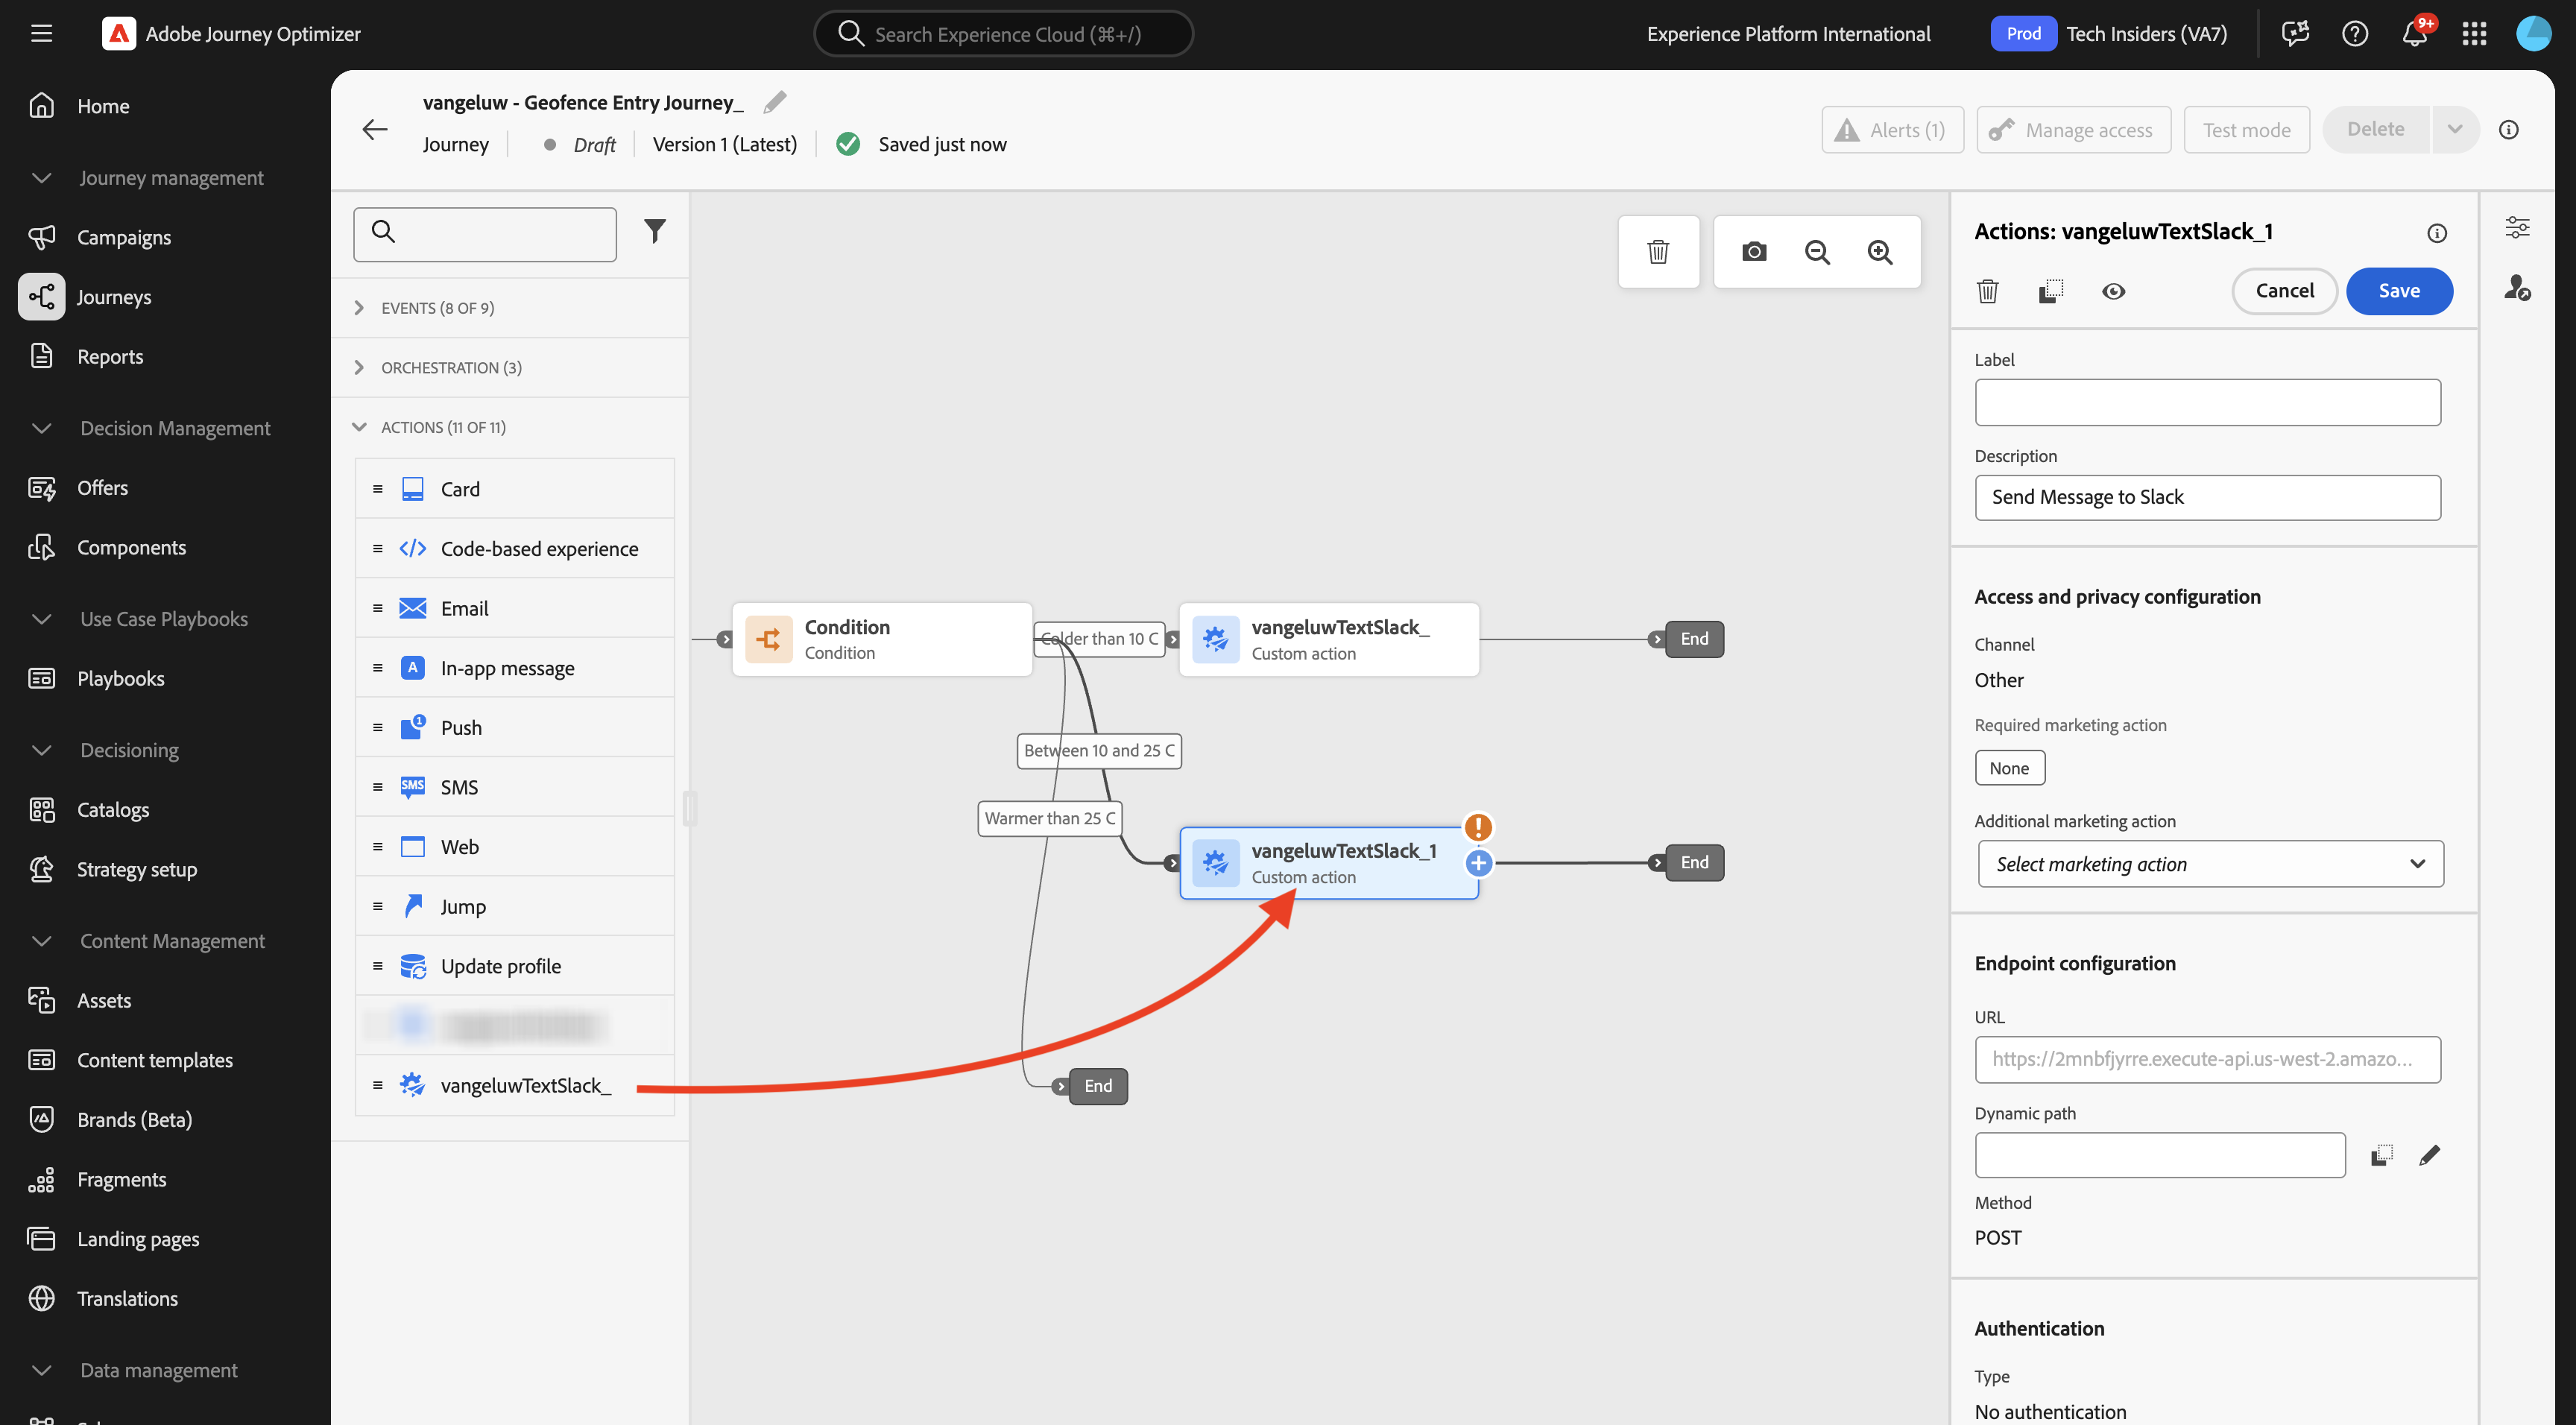 Adobe Journey Optimizer
Search Experience Cloud (⌘+/)
Experience Platform International
Prod
Tech Insiders (VA7)
9+
Home
Journey management
Campaigns
Journeys
Reports
Decision Management
Offers
Components
Use Case Playbooks
Playbooks
Decisioning
Catalogs
Strategy setup
Content Management
Assets
Content templates
Brands (Beta)
Fragments
Landing pages
Translations
Data management
vangeluw - Geofence Entry Journey_
Journey
Draft
Version 1 (Latest)
Saved just now
Alerts (1)
Manage access
Test mode
Delete
EVENTS (8 OF 9)
ORCHESTRATION (3)
ACTIONS (11 OF 11)
Card
Code-based experience
Email
In-app message
Push
SMS
SMS
Web
Jump
Update profile
vangeluwTextSlack_
Condition
Condition
Colder than 10 C
vangeluwTextSlack_
Custom action
End
Between 10 and 25 C
Warmer than 25 C
vangeluwTextSlack_1
Custom action
End
End
Actions: vangeluwTextSlack_1
Cancel
Save
Label
Description
Send Message to Slack
Access and privacy configuration
Channel
Other
Required marketing action
None
Additional marketing action
Select marketing action
Endpoint configuration
URL
https://2mnbfjyrre.execute-api.us-west-2.amazo...
Dynamic path
Method
POST
Authentication
Type
No authentication